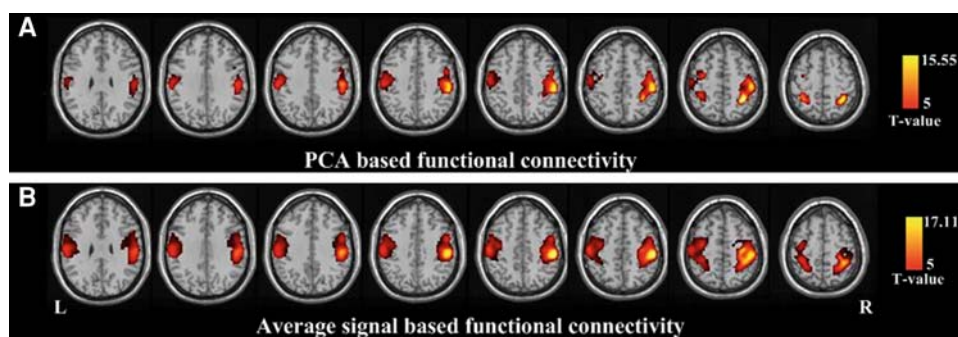 A
15.55
5
T-value
PCA based functional connectivity
B
17.11
5
T-value
L
R
Average signal based functional connectivity